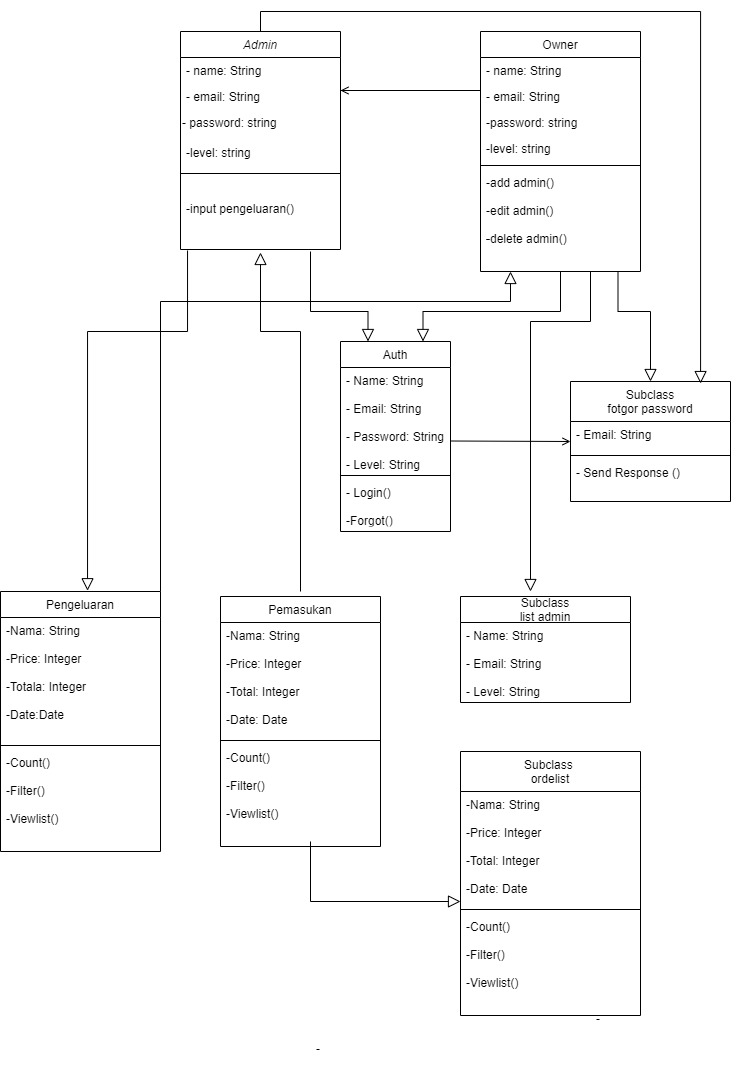 Admin
- name: String
- email: String
- password: string
-level: string
-input pengeluaran()
Owner
- name: String
- email: String
-password: string
-level: string
-add admin()
-edit admin()
-delete admin()
Auth
- Name: String
- Email: String
- Password: String
- Level: String
- Login()
-Forgot()
Subclass
fotgor password
- Email: String
- Send Response ()
Pengeluaran
-Nama: String
-Price: Integer
-Totala: Integer
-Date:Date
-Count()
-Filter()
-Viewlist()
Pemasukan
-Nama: String
-Price: Integer
-Total: Integer
-Date: Date
-Count()
-Filter()
-Viewlist()
Subclass
list admin
- Name: String
- Email: String
- Level: String
Subclass
ordelist
-Nama: String
-Price: Integer
-Total: Integer
-Date: Date
-Count()
-Filter()
-Viewlist()
-
-